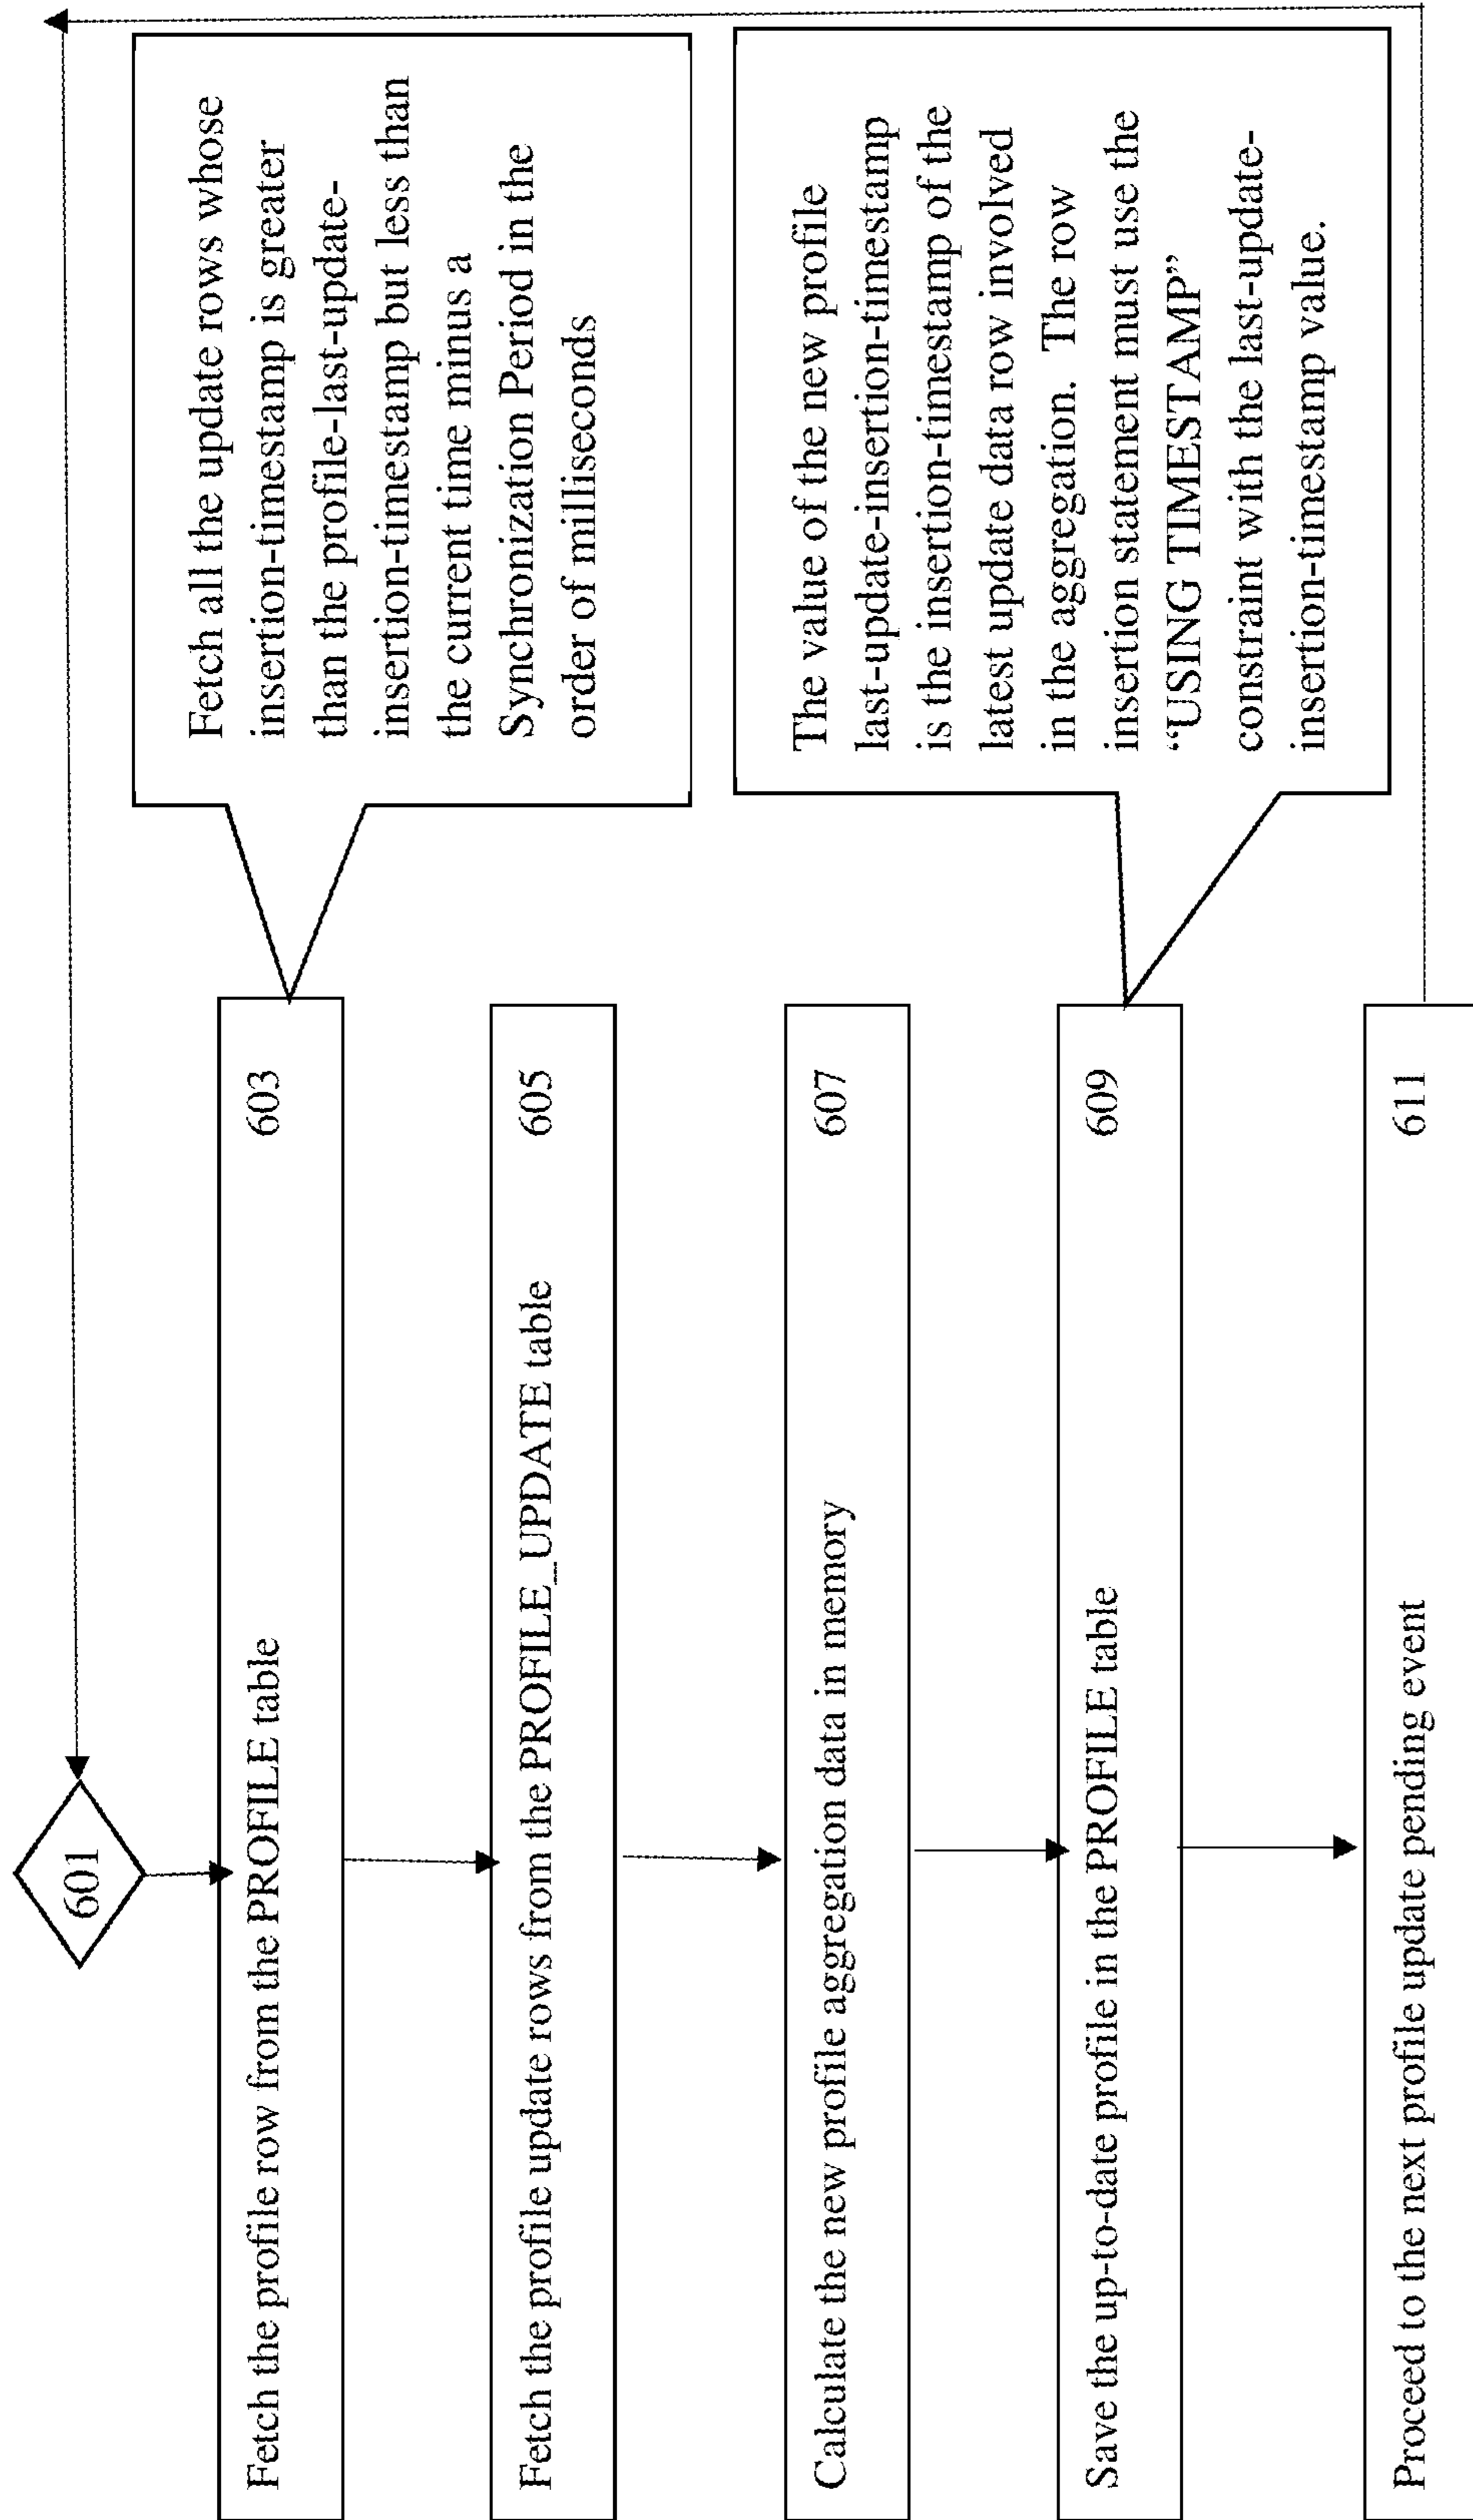 601
Fetch the profile row from the PROFILE table 603
Fetch all the update rows whose
insertion-timestamp is greater
than the profile-last-update-
insertion-timestamp but less than
the current time minus a
Synchronization Period in the
order of milliseconds
Fetch the profile update rows from the PROFILE_UPDATE table 605
Calculate the new profile aggregation data in memory 607
Save the up-to-date profile in the PROFILE table 609
The value of the new profile
last-update-insertion-timestamp
is the insertion-timestamp of the
latest update data row involved
in the aggregation. The row
insertion statement must use the
“USING TIMESTAMP”
constraint with the last-update-
insertion-timestamp value.
Proceed to the next profile update pending event 611